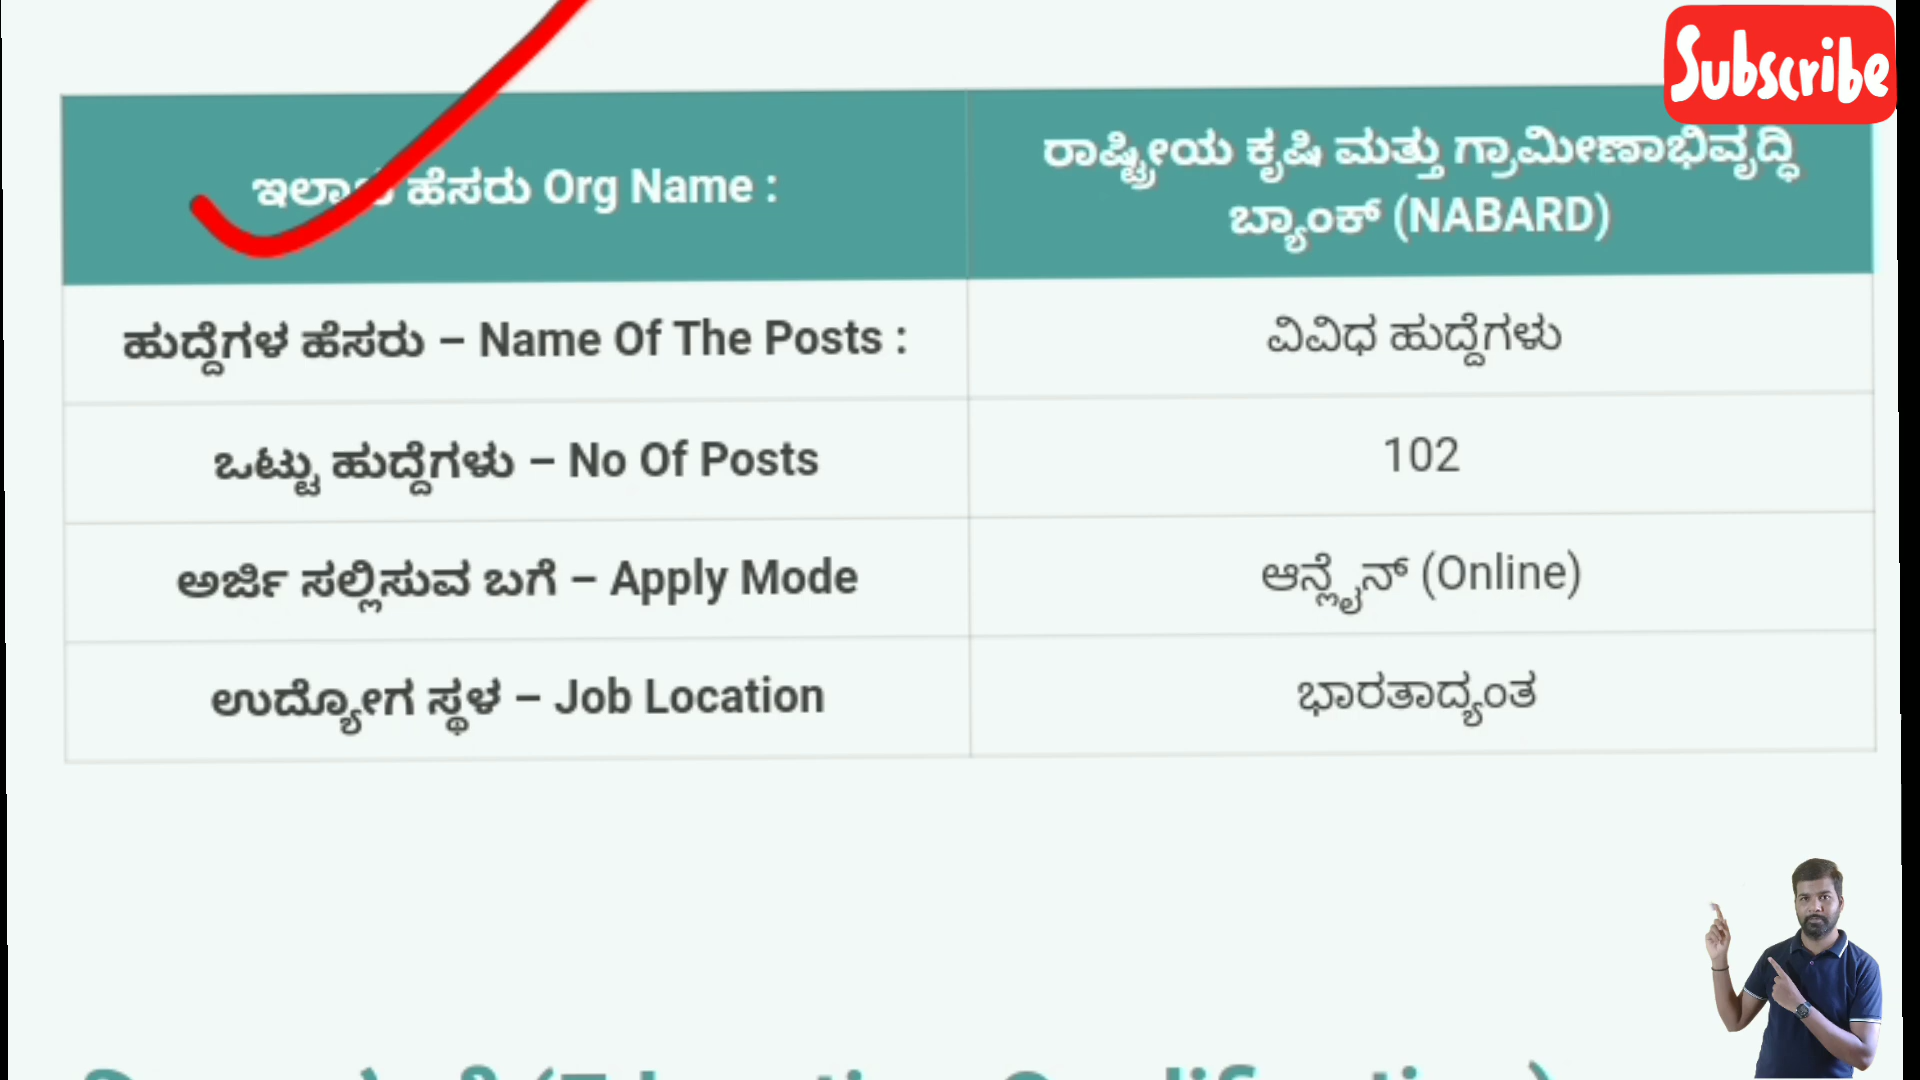 Subscribe
ಹೆಸರು Org Name :
ರಾಷ್ಟ್ರೀಯ ಕೃಷಿ ಮತ್ತು ಗ್ರಾಮೀಣಾಭಿವೃದ್ಧಿ
ಬ್ಯಾಂಕ್ (NABARD)
ಹುದ್ದೆಗಳ ಹೆಸರು – Name Of The Posts :
ವಿವಿಧ ಹುದ್ದೆಗಳು
ಒಟ್ಟು ಹುದ್ದೆಗಳು – No Of Posts
102
ಅರ್ಜಿ ಸಲ್ಲಿಸುವ ಬಗೆ – Apply Mode
ಆನ್ಲೈನ್ (Online)
ಉದ್ಯೋಗ ಸ್ಥಳ – Job Location
ಭಾರತಾದ್ಯಂತ